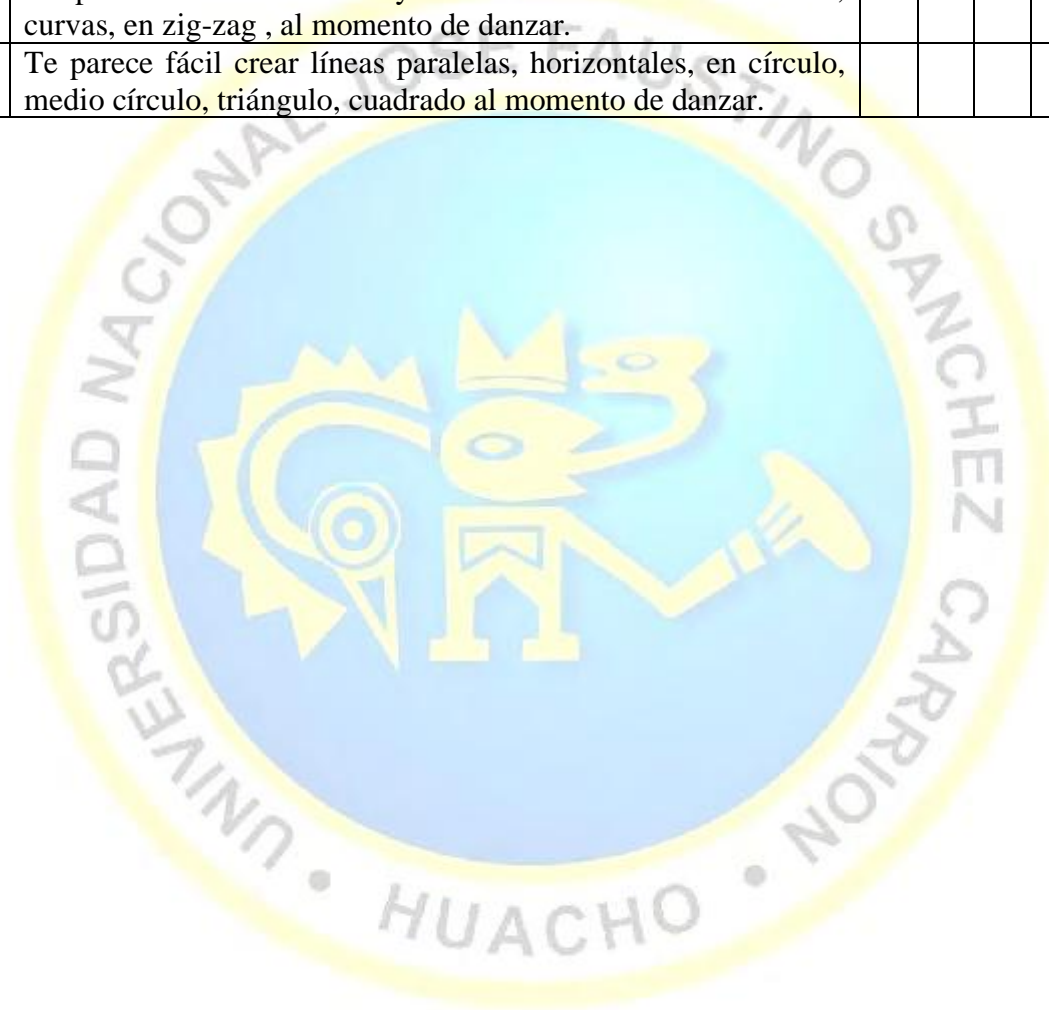 curvas, en zig-zag , al momento de danzar.
Te parece fácil crear líneas paralelas, horizontales, en círculo,
medio círculo, triángulo, cuadrado al momento de danzar.
UNIVERSIDAD NACIONAL JOSE FAUSTINO SANCHEZ CARRION
• HUACHO •